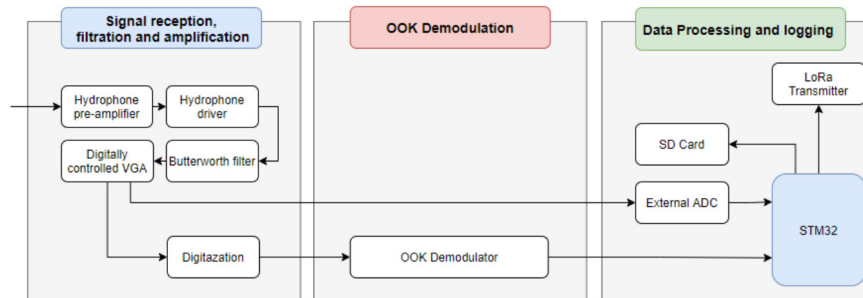 Signal reception,
filtration and amplification
OOK Demodulation
Data Processing and logging
Hydrophone
pre-amplifier
Hydrophone
driver
Digitally
controlled VGA
Butterworth filter
Digitazation
OOK Demodulator
LoRa
Transmitter
SD Card
External ADC
STM32